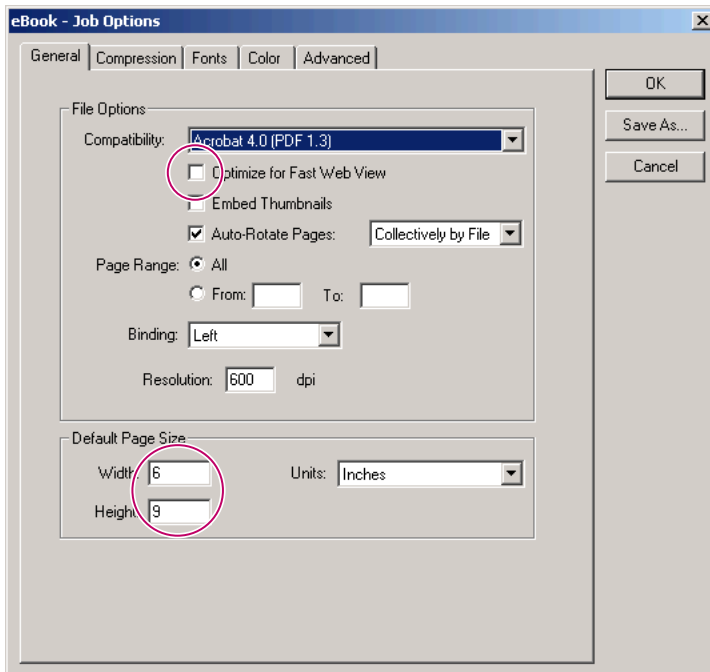 eBook - Job Options
General Compression Fonts Color Advanced
OK
Save As...
Cancel
File Options
Compatibility: Acrobat 4.0 (PDF 1.3)
Optimize for Fast Web View
Embed Thumbnails
Auto-Rotate Pages: Collectively by File
Page Range: All
From: To:
Binding: Left
Resolution: 600 dpi
Default Page Size
Width: 6 Units: Inches
Height: 9